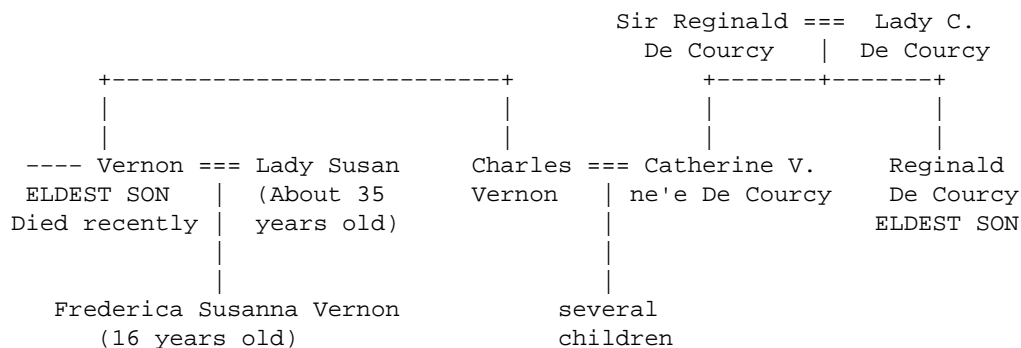 Sir Reginald === Lady C.
De Courcy | De Courcy
+---------------------------+ +-------+-------+
| | | |
| | | |
---- Vernon === Lady Susan Charles === Catherine V. Reginald
ELDEST SON | (About 35 Vernon | ne'e De Courcy De Courcy
Died recently | years old) | ELDEST SON
| |
| |
Frederica Susanna Vernon several
(16 years old) children